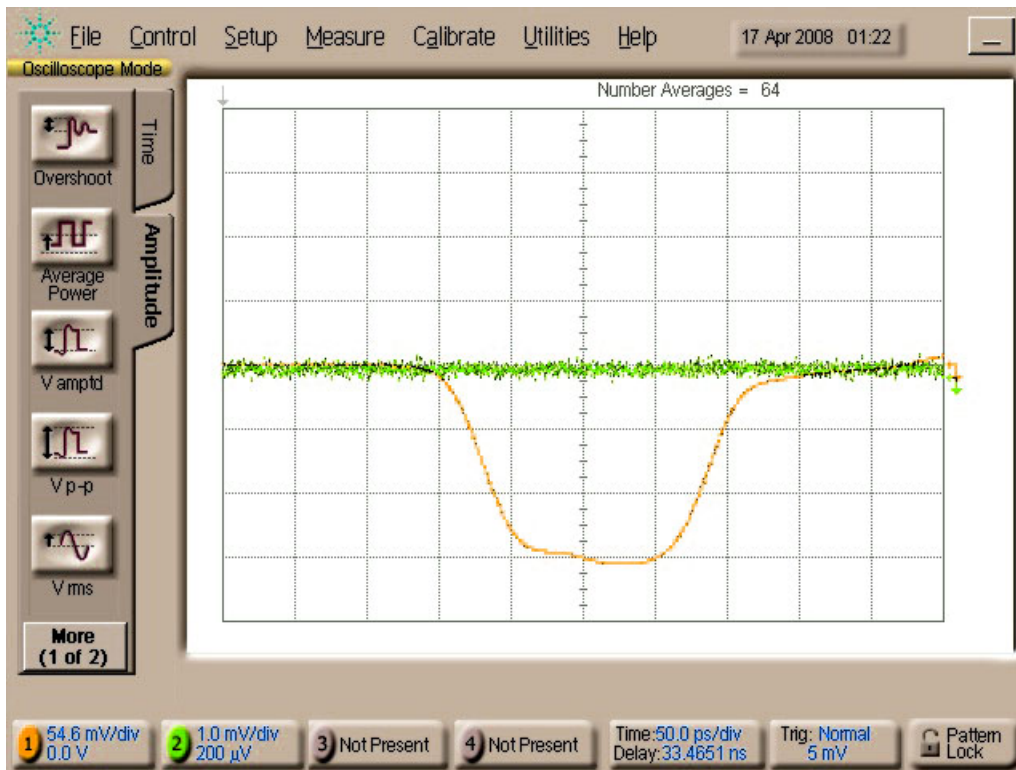 File Control Setup Measure Calibrate Utilities Help 17 Apr 2008 01:22
Oscilloscope Mode
Number Averages = 64
Time
Overshoot
Amplitude
Average
Power
V amptd
V p-p
V rms
More
(1 of 2)
1 54.6 mV/div
0.0 V
2 1.0 mV/div
200 µV
3 Not Present
4 Not Present
Time:50.0 ps/div
Delay:33.4651 ns
Trig: Normal
5 mV
Pattern
Lock